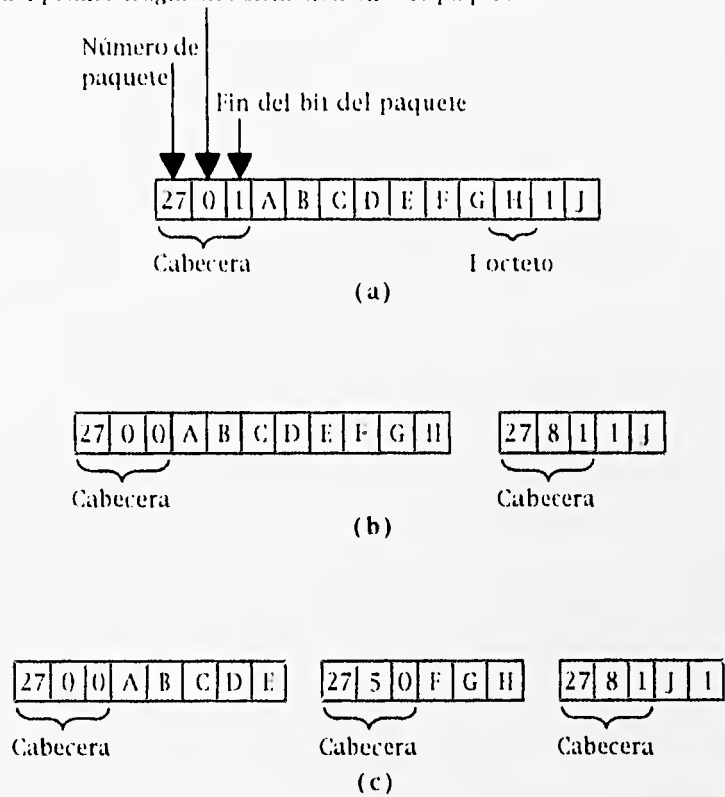 Número de
paquete
Fin del bit del paquete
27 0 1 A B C D E F G H I J
Cabecera 1 octeto
(a)
27 0 0 A B C D E F G H 27 8 1 I J
Cabecera Cabecera
(b)
27 0 0 A B C D E 27 5 0 F G H 27 8 1 J I
Cabecera Cabecera Cabecera
(c)